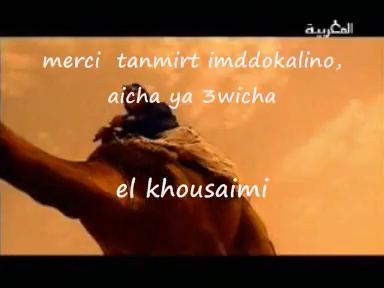 المغربية
merci tanmirt imddokalino,
aicha ya 3wicha
el khousaimi